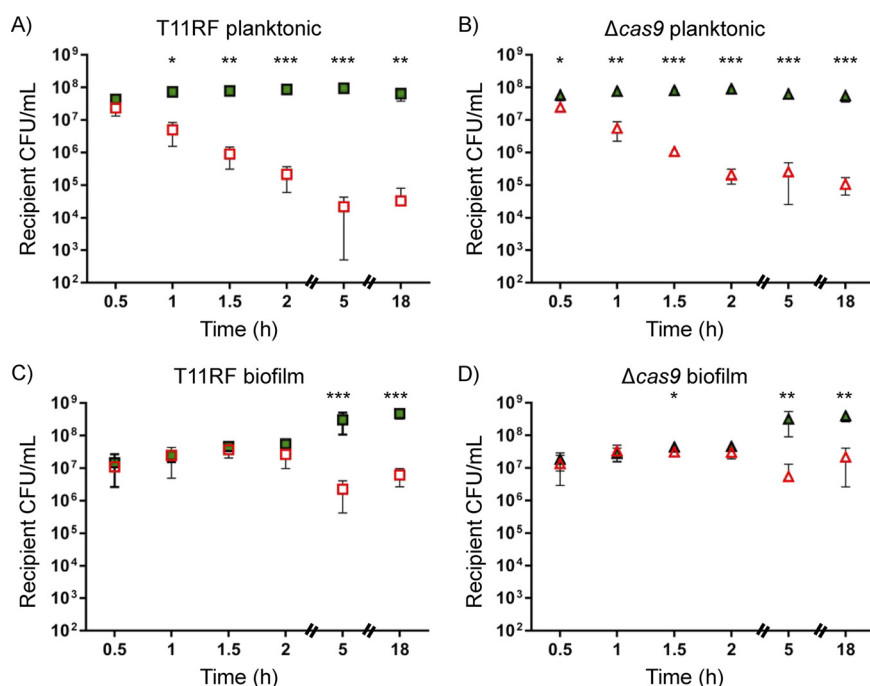 A) T11RF planktonic
* ** *** *** **
Recipient CFU/mL
10⁹
10⁸
10⁷
10⁶
10⁵
10⁴
10³
10²
0.5 1 1.5 2 5 18
Time (h)
B) Δcas9 planktonic
* ** *** *** *** ***
Recipient CFU/mL
10⁹
10⁸
10⁷
10⁶
10⁵
10⁴
10³
10²
0.5 1 1.5 2 5 18
Time (h)
C) T11RF biofilm
*** ***
Recipient CFU/mL
10⁹
10⁸
10⁷
10⁶
10⁵
10⁴
10³
10²
0.5 1 1.5 2 5 18
Time (h)
D) Δcas9 biofilm
* ** **
Recipient CFU/mL
10⁹
10⁸
10⁷
10⁶
10⁵
10⁴
10³
10²
0.5 1 1.5 2 5 18
Time (h)